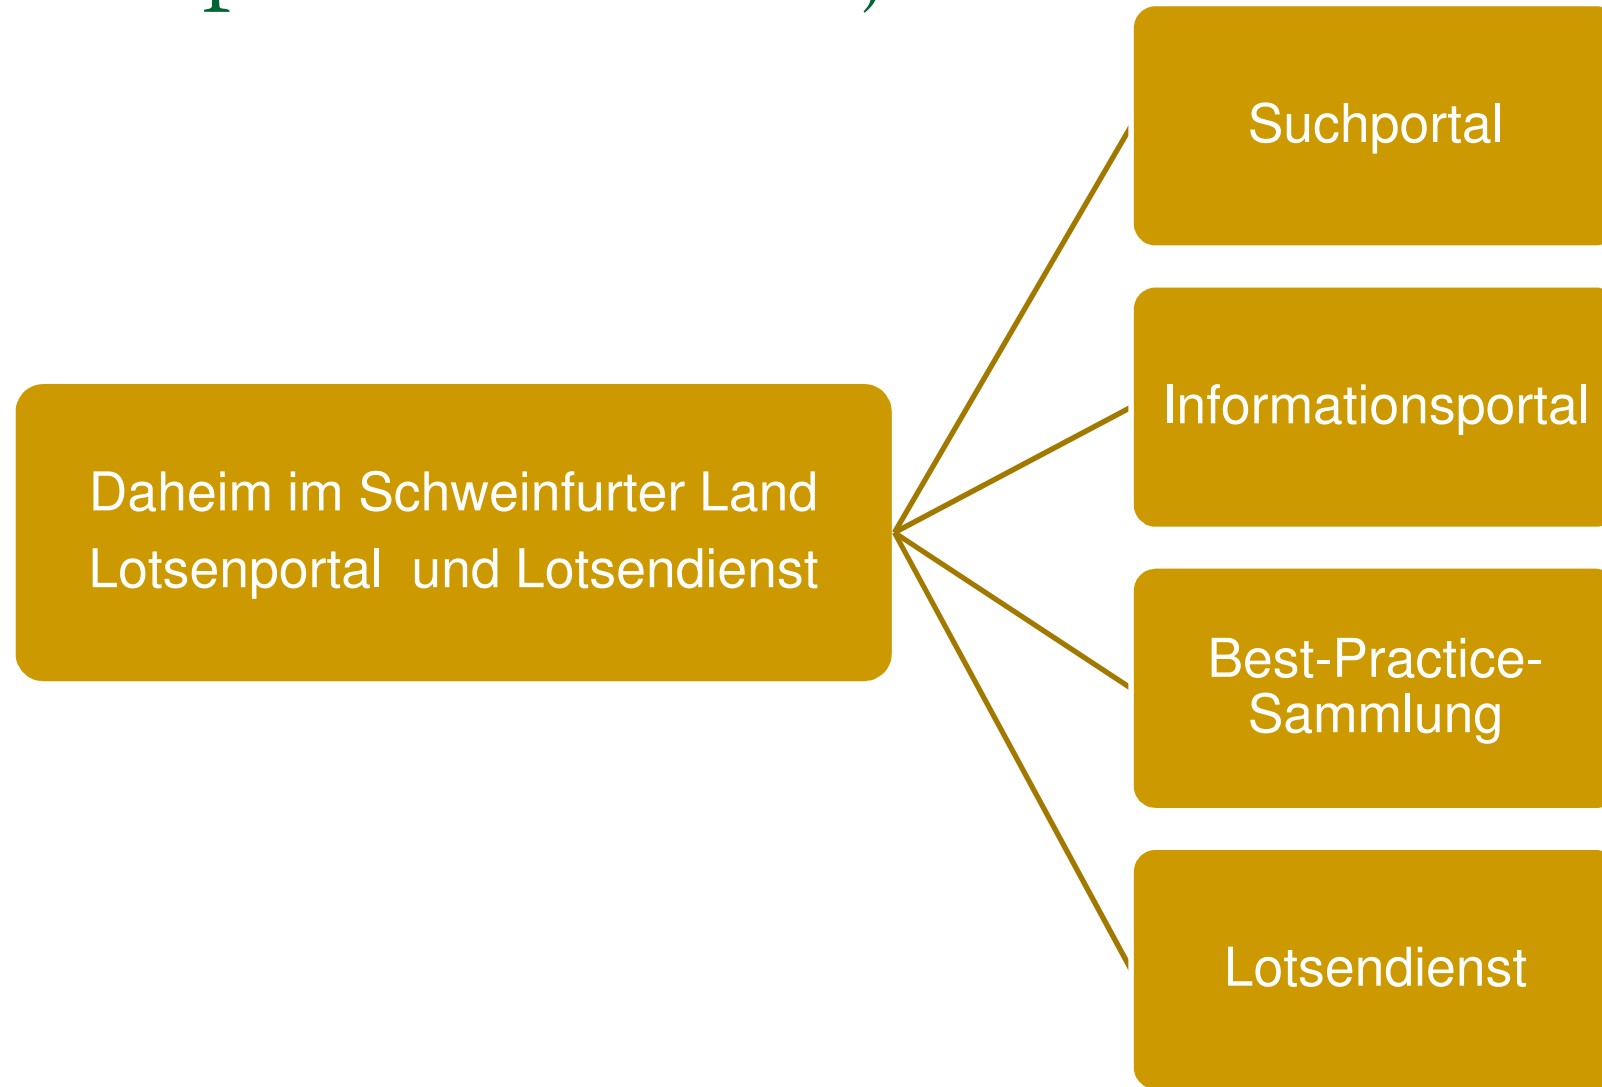 Daheim im Schweinfurter Land
Lotsenportal und Lotsendienst
Suchportal
Informationsportal
Best-Practice-
Sammlung
Lotsendienst